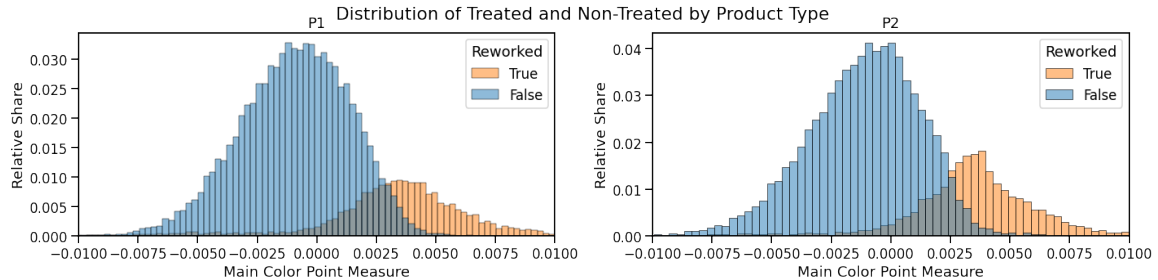 Distribution of Treated and Non-Treated by Product Type
P1
Relative Share
0.030
0.025
0.020
0.015
0.010
0.005
0.000
−0.0100
−0.0075
−0.0050
−0.0025
0.0000
0.0025
0.0050
0.0075
0.0100
Main Color Point Measure
Reworked
True
False
P2
Relative Share
0.04
0.03
0.02
0.01
0.00
−0.0100
−0.0075
−0.0050
−0.0025
0.0000
0.0025
0.0050
0.0075
0.0100
Main Color Point Measure
Reworked
True
False